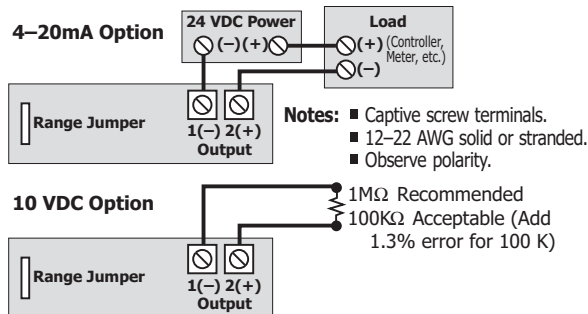 24 VDC Power
Load
4–20mA Option
(–)(+)
(+)
(Controller,
Meter, etc.)
(–)
Range Jumper
1(–) 2(+)
Output
Notes: ■ Captive screw terminals.
■ 12–22 AWG solid or stranded.
■ Observe polarity.
10 VDC Option
1MΩ Recommended
100KΩ Acceptable (Add
1.3% error for 100 K)
Range Jumper
1(–) 2(+)
Output